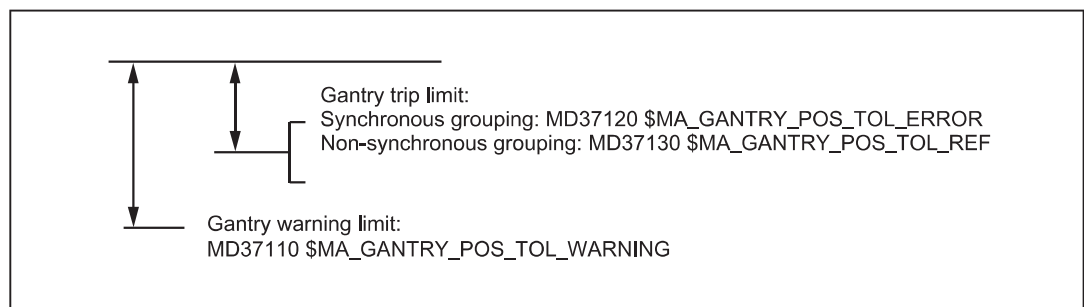 Gantry trip limit:
Synchronous grouping: MD37120 $MA_GANTRY_POS_TOL_ERROR
Non-synchronous grouping: MD37130 $MA_GANTRY_POS_TOL_REF
Gantry warning limit:
MD37110 $MA_GANTRY_POS_TOL_WARNING